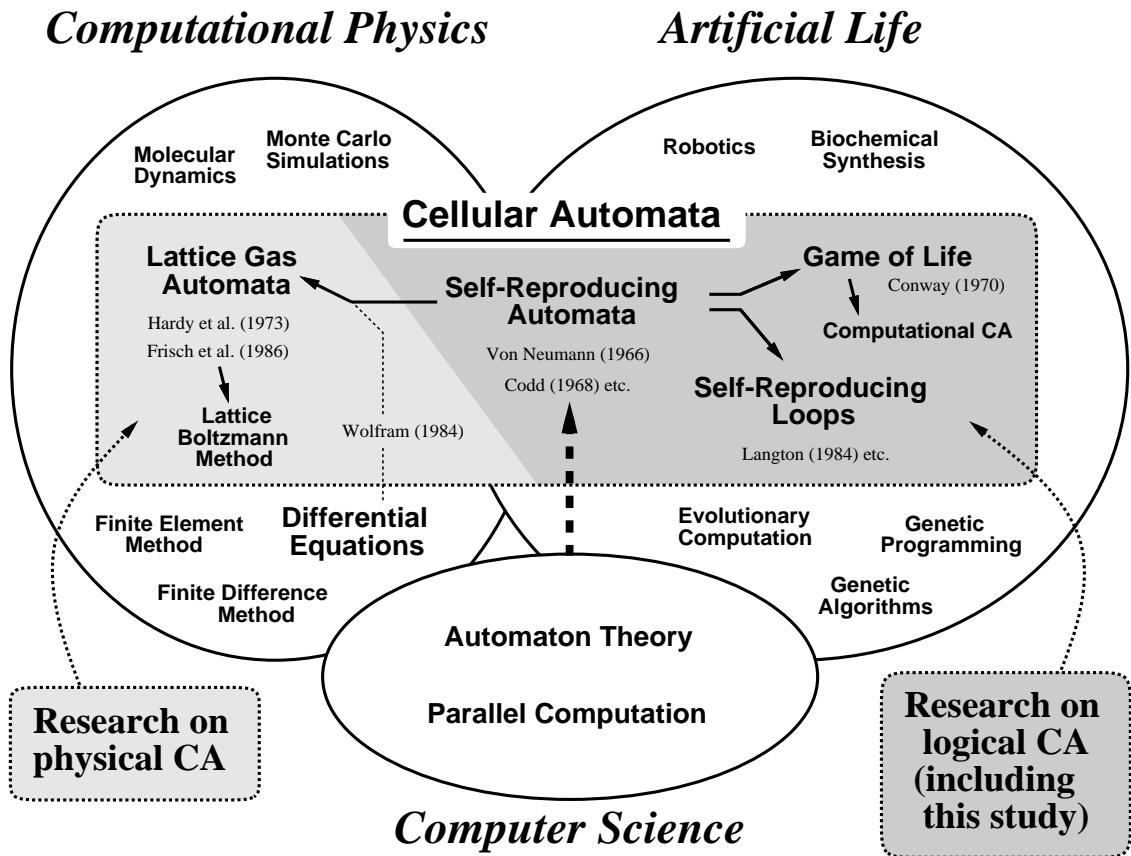 Computational Physics
Artificial Life
Molecular
Dynamics
Monte Carlo
Simulations
Robotics
Biochemical
Synthesis
Cellular Automata
Lattice Gas
Automata
Hardy et al. (1973)
Frisch et al. (1986)
Lattice
Boltzmann
Method
Wolfram (1984)
Self-Reproducing
Automata
Von Neumann (1966)
Codd (1968) etc.
Game of Life
Conway (1970)
Computational CA
Self-Reproducing
Loops
Langton (1984) etc.
Finite Element
Method
Differential
Equations
Finite Difference
Method
Evolutionary
Computation
Genetic
Programming
Genetic
Algorithms
Automaton Theory
Parallel Computation
Research on
physical CA
Research on
logical CA
(including
this study)
Computer Science